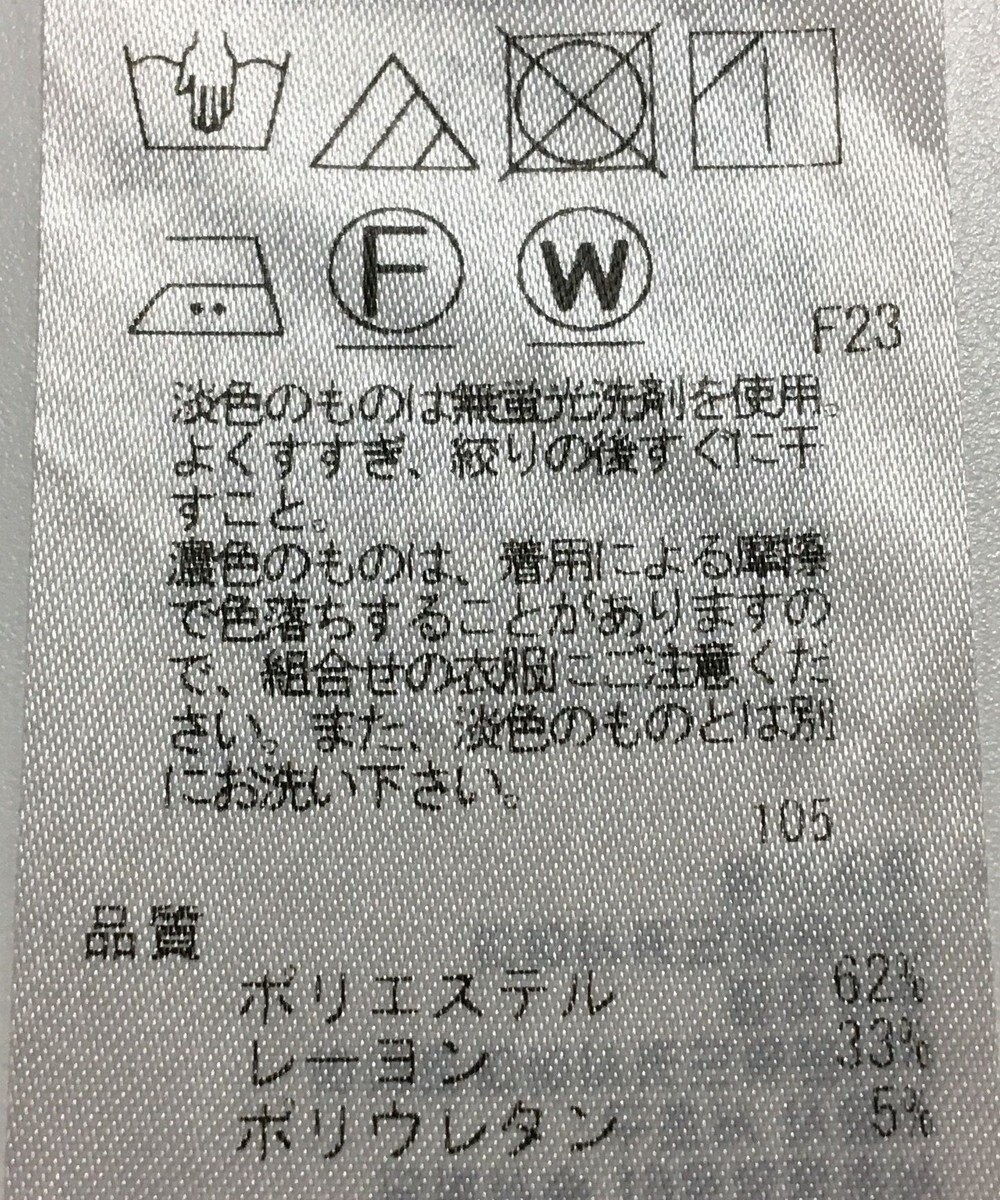 F
W
F23
淡色のものは無蛍光洗剤を使用。
よくすすぎ、絞りの後すぐに干
すこと。
濃色のものは、着用による摩擦
で色落ちすることがありますの
で、組合せの衣服にご注意くだ
さい。また、淡色のものとは別
にお洗い下さい。
105
品質
ポリエステル 62%
レーヨン 33%
ポリウレタン 5%